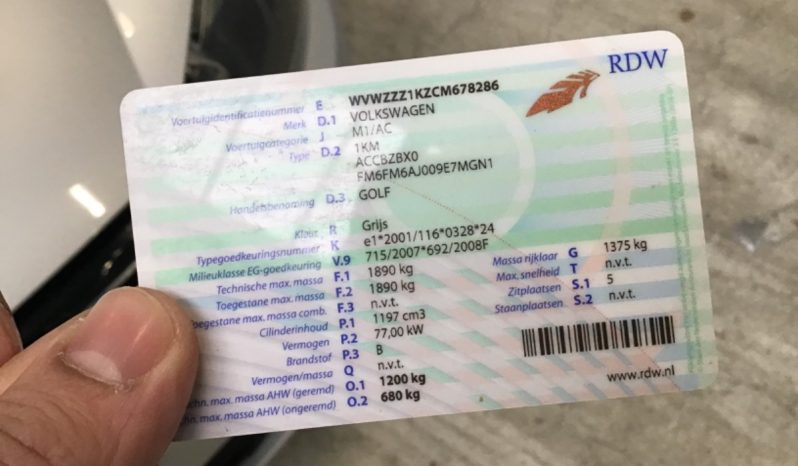 RDW
Voertuigidentificatienummer E WVWZZZ1KZCM678286
Merk D.1 VOLKSWAGEN
Voertuigcategorie J M1/AC
Type D.2 1KM
ACCBZBX0
FM6FM6AJ009E7MGN1
Handelsbenaming D.3 GOLF
Kleur R Grijs
Typegoedkeuringsnummer K e1*2001/116*0328*24
Milieuklasse EG-goedkeuring V.9 715/2007*692/2008F
Technische max. massa F.1 1890 kg
Toegestane max. massa F.2 1890 kg
Toegestane max. massa comb. F.3 n.v.t.
Cilinderinhoud P.1 1197 cm3
Vermogen P.2 77,00 kW
Brandstof P.3 B
Vermogen/massa Q n.v.t.
max. massa AHW (geremd) O.1 1200 kg
max. massa AHW (ongeremd) O.2 680 kg
Massa rijklaar G 1375 kg
Max. snelheid T n.v.t.
Zitplaatsen S.1 5
Staanplaatsen S.2 n.v.t.
www.rdw.nl